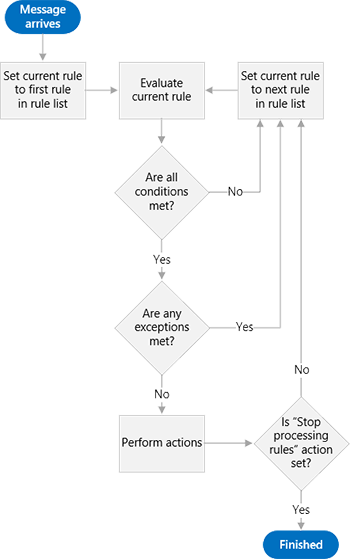 Message
arrives
Set current rule
to first rule
in rule list
Evaluate
current rule
Set current rule
to next rule
in rule list
Are all
conditions
met?
No
Yes
Are any
exceptions
met?
Yes
No
No
Perform actions
Is “Stop
processing
rules” action
set?
Yes
Finished